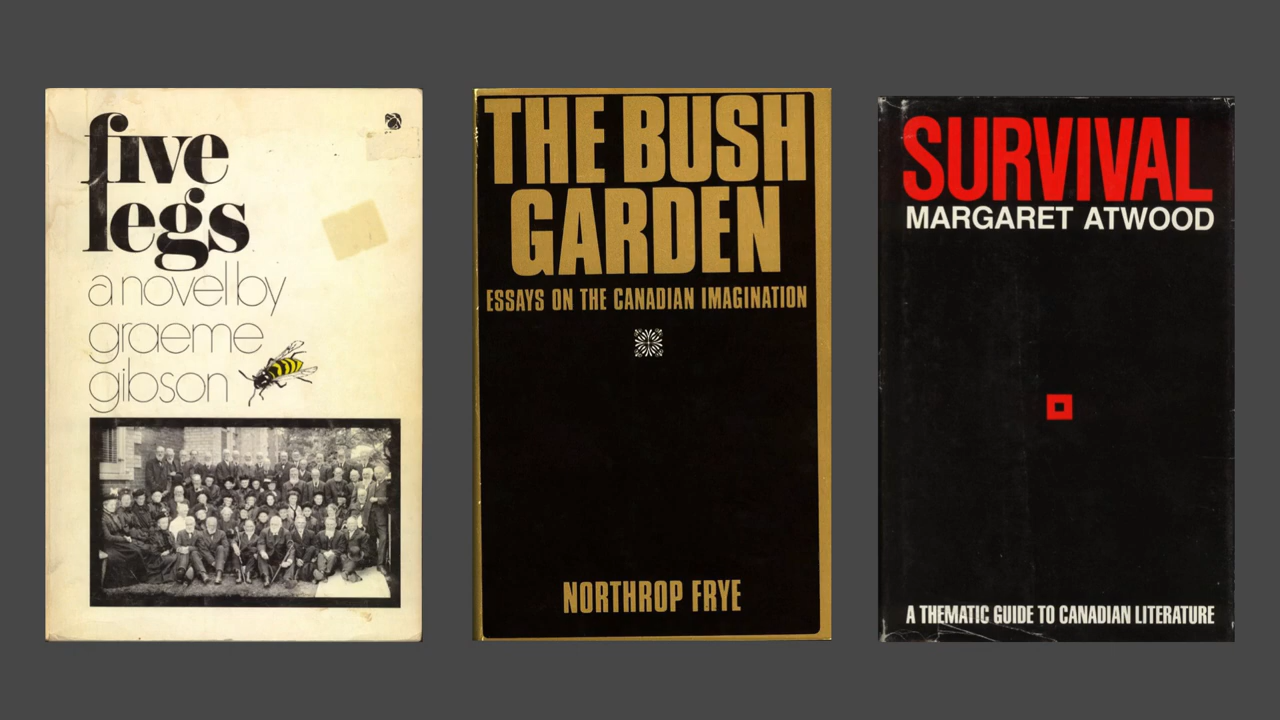 five
legs
a novel by
graeme
gibson
THE BUSH
GARDEN
ESSAYS ON THE CANADIAN IMAGINATION
NORTHROP FRYE
SURVIVAL
MARGARET ATWOOD
A THEMATIC GUIDE TO CANADIAN LITERATURE